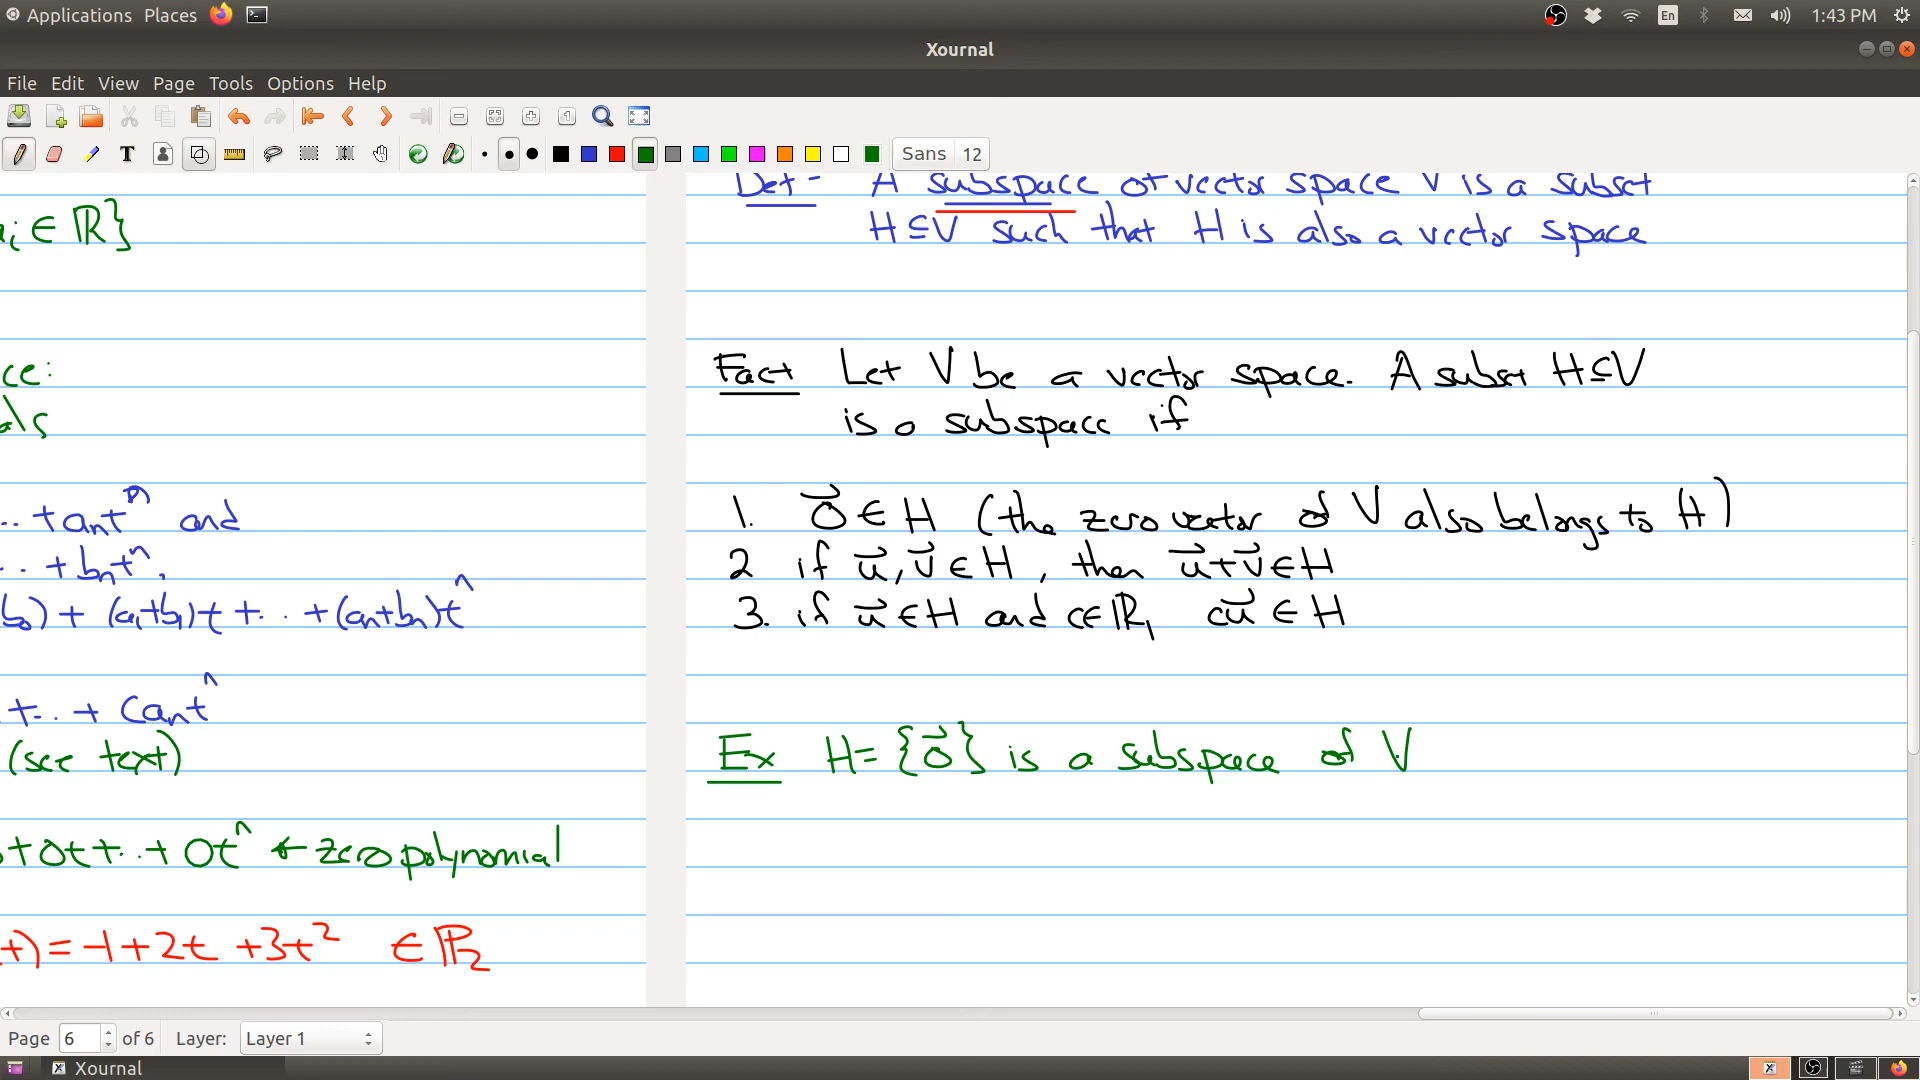 Applications Places En 1:43 PM
Xournal
File Edit View Page Tools Options Help
Sans 12
i ∈ ℝ}
ce:
als
.. + aₙtⁿ and
.. + bₙtⁿ,
b₀) + (a₁+b₁)t + .. + (aₙ+bₙ)tⁿ
+ .. + caₙtⁿ
(see text)
+ 0t + .. + 0tⁿ ← zero polynomial
t) = -1 + 2t + 3t² ∈ ℙ₂
Def - A subspace of vector space V is a subset
H ⊆ V such that H is also a vector space
Fact Let V be a vector space. A subset H ⊆ V
is a subspace if
1. 0⃗ ∈ H (the zero vector of V also belongs to H)
2 if u⃗, v⃗ ∈ H, then u⃗ + v⃗ ∈ H
3. if u⃗ ∈ H and c ∈ ℝ, cu⃗ ∈ H
Ex H = {0⃗} is a subspace of V
Page 6 of 6 Layer: Layer 1
Xournal